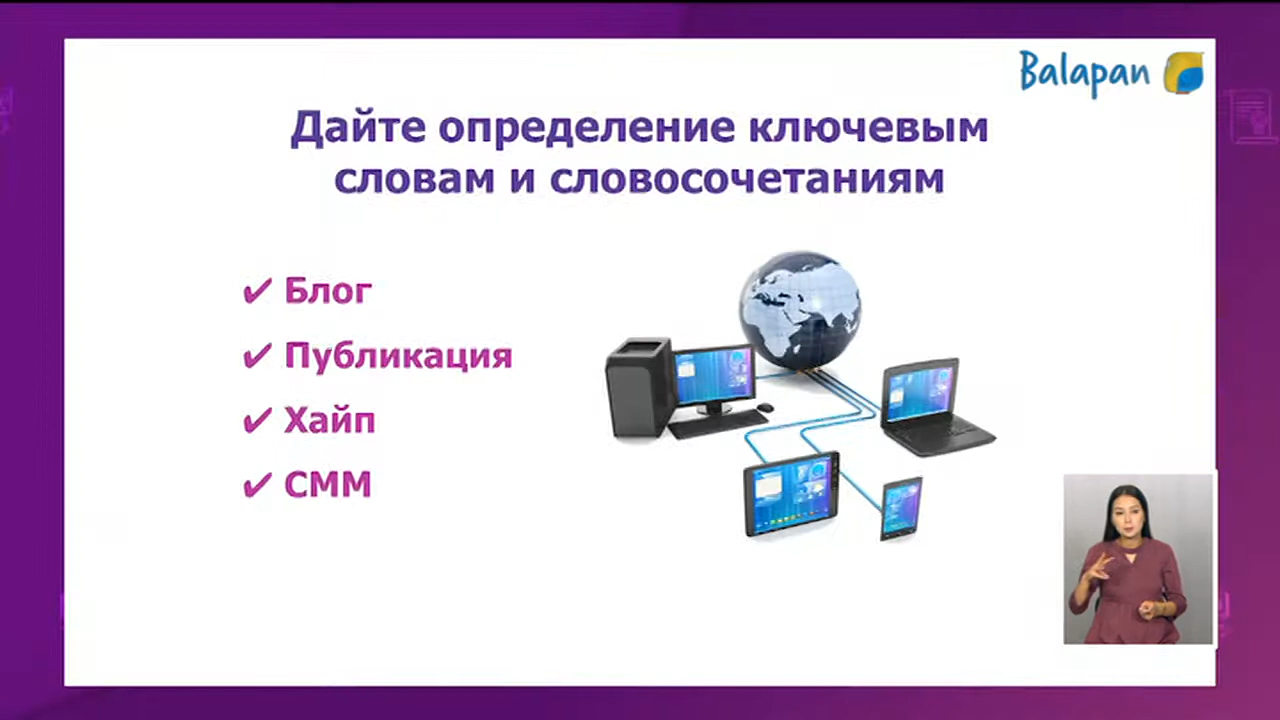 Balapan
Дайте определение ключевым
словам и словосочетаниям
✔ Блог
✔ Публикация
✔ Хайп
✔ СММ